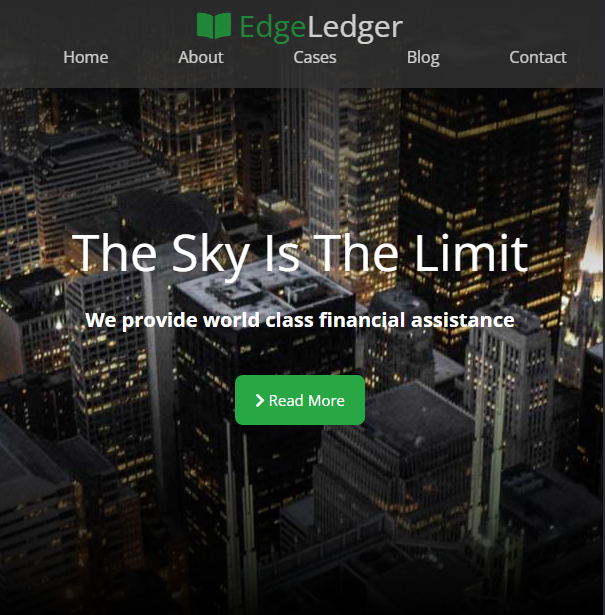 EdgeLedger
Home About Cases Blog Contact
The Sky Is The Limit
We provide world class financial assistance
Read More